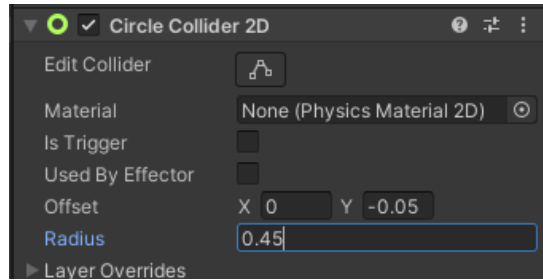 Circle Collider 2D
Edit Collider
Material None (Physics Material 2D)
Is Trigger
Used By Effector
Offset X 0 Y -0.05
Radius 0.45
Layer Overrides